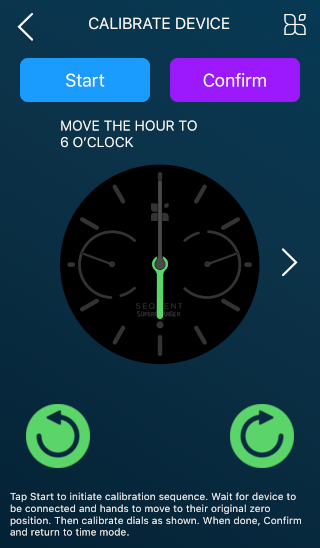 CALIBRATE DEVICE
Start
Confirm
MOVE THE HOUR TO
6 O'CLOCK
SEQUENT
SUPERCHARGER
Tap Start to initiate calibration sequence. Wait for device to
be connected and hands to move to their original zero
position. Then calibrate dials as shown. When done, Confirm
and return to time mode.